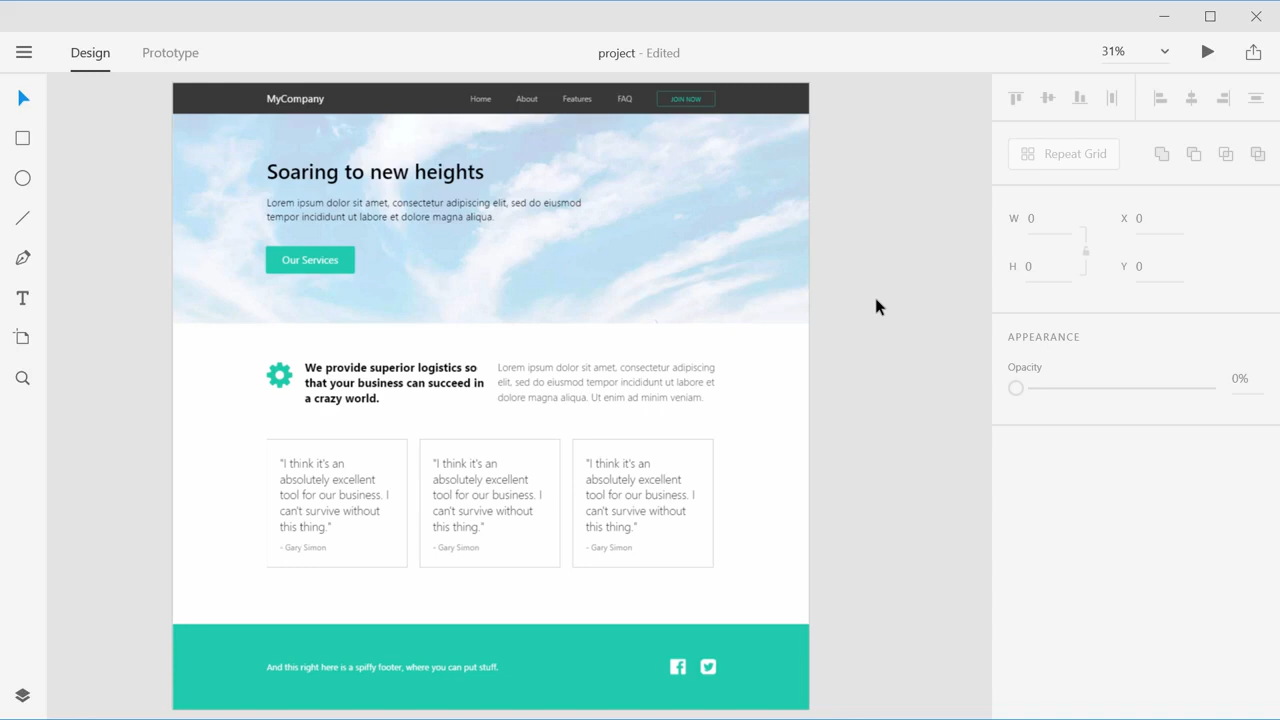 Design Prototype project - Edited 31%
MyCompany Home About Features FAQ JOIN NOW
Soaring to new heights
Lorem ipsum dolor sit amet, consectetur adipiscing elit, sed do eiusmod
tempor incididunt ut labore et dolore magna aliqua.
Our Services
We provide superior logistics so
that your business can succeed in
a crazy world.
Lorem ipsum dolor sit amet, consectetur adipiscing
elit, sed do eiusmod tempor incididunt ut labore et
dolore magna aliqua. Ut enim ad minim veniam.
"I think it's an
absolutely excellent
tool for our business. I
can't survive without
this thing."
- Gary Simon
"I think it's an
absolutely excellent
tool for our business. I
can't survive without
this thing."
- Gary Simon
"I think it's an
absolutely excellent
tool for our business. I
can't survive without
this thing."
- Gary Simon
And this right here is a spiffy footer, where you can put stuff.
Repeat Grid
W 0 X 0
H 0 Y 0
APPEARANCE
Opacity
0%